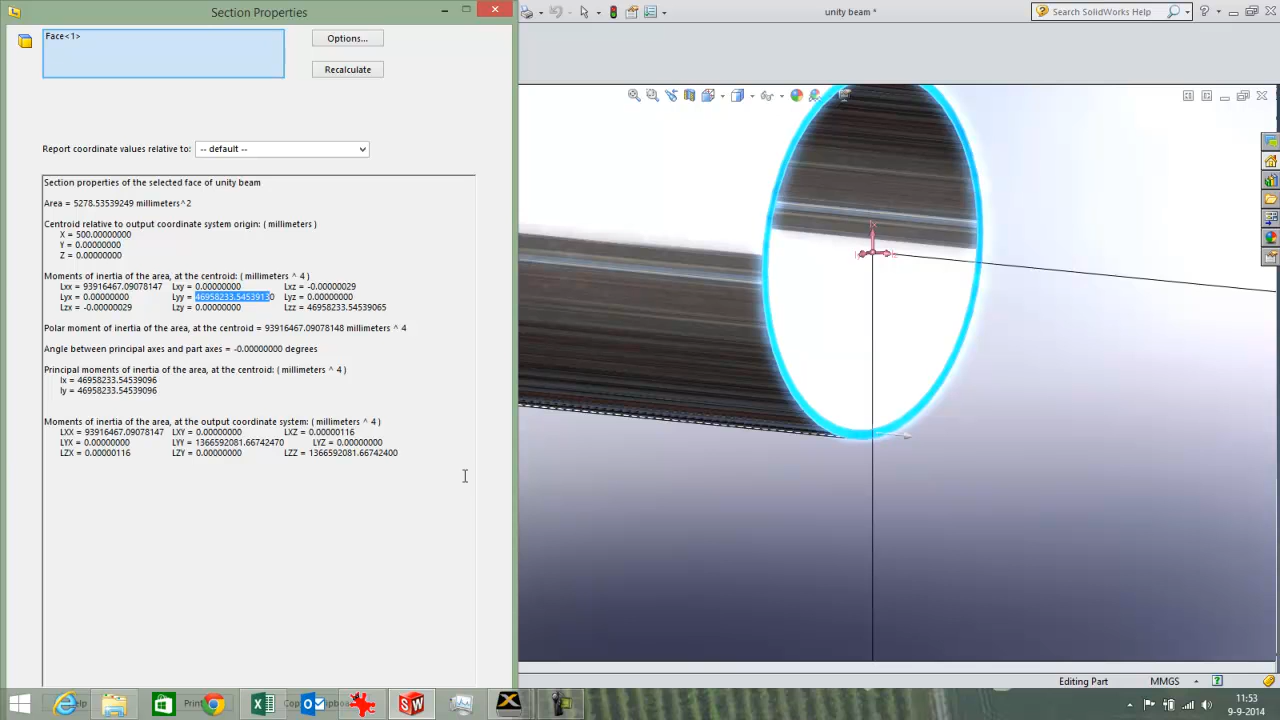 Section Properties
unity beam *
Search SolidWorks Help
Face<1>
Options...
Recalculate
Report coordinate values relative to:
-- default --
Section properties of the selected face of unity beam
Area = 5278.53539249 millimeters^2
Centroid relative to output coordinate system origin: ( millimeters )
X = 500.00000000
Y = 0.00000000
Z = 0.00000000
Moments of inertia of the area, at the centroid: ( millimeters ^ 4 )
Lxx = 93916467.09078147 Lxy = 0.00000000 Lxz = -0.00000029
Lyx = 0.00000000 Lyy = 46958233.54539130 Lyz = 0.00000000
Lzx = -0.00000029 Lzy = 0.00000000 Lzz = 46958233.54539065
Polar moment of inertia of the area, at the centroid = 93916467.09078148 millimeters ^ 4
Angle between principal axes and part axes = -0.00000000 degrees
Principal moments of inertia of the area, at the centroid: ( millimeters ^ 4 )
Ix = 46958233.54539096
Iy = 46958233.54539096
Moments of inertia of the area, at the output coordinate system: ( millimeters ^ 4 )
LXX = 93916467.09078147 LXY = 0.00000000 LXZ = 0.00000116
LYX = 0.00000000 LYY = 1366592081.66742470 LYZ = 0.00000000
LZX = 0.00000116 LZY = 0.00000000 LZZ = 1366592081.66742400
Editing Part
MMGS
Print
11:53
9-9-2014